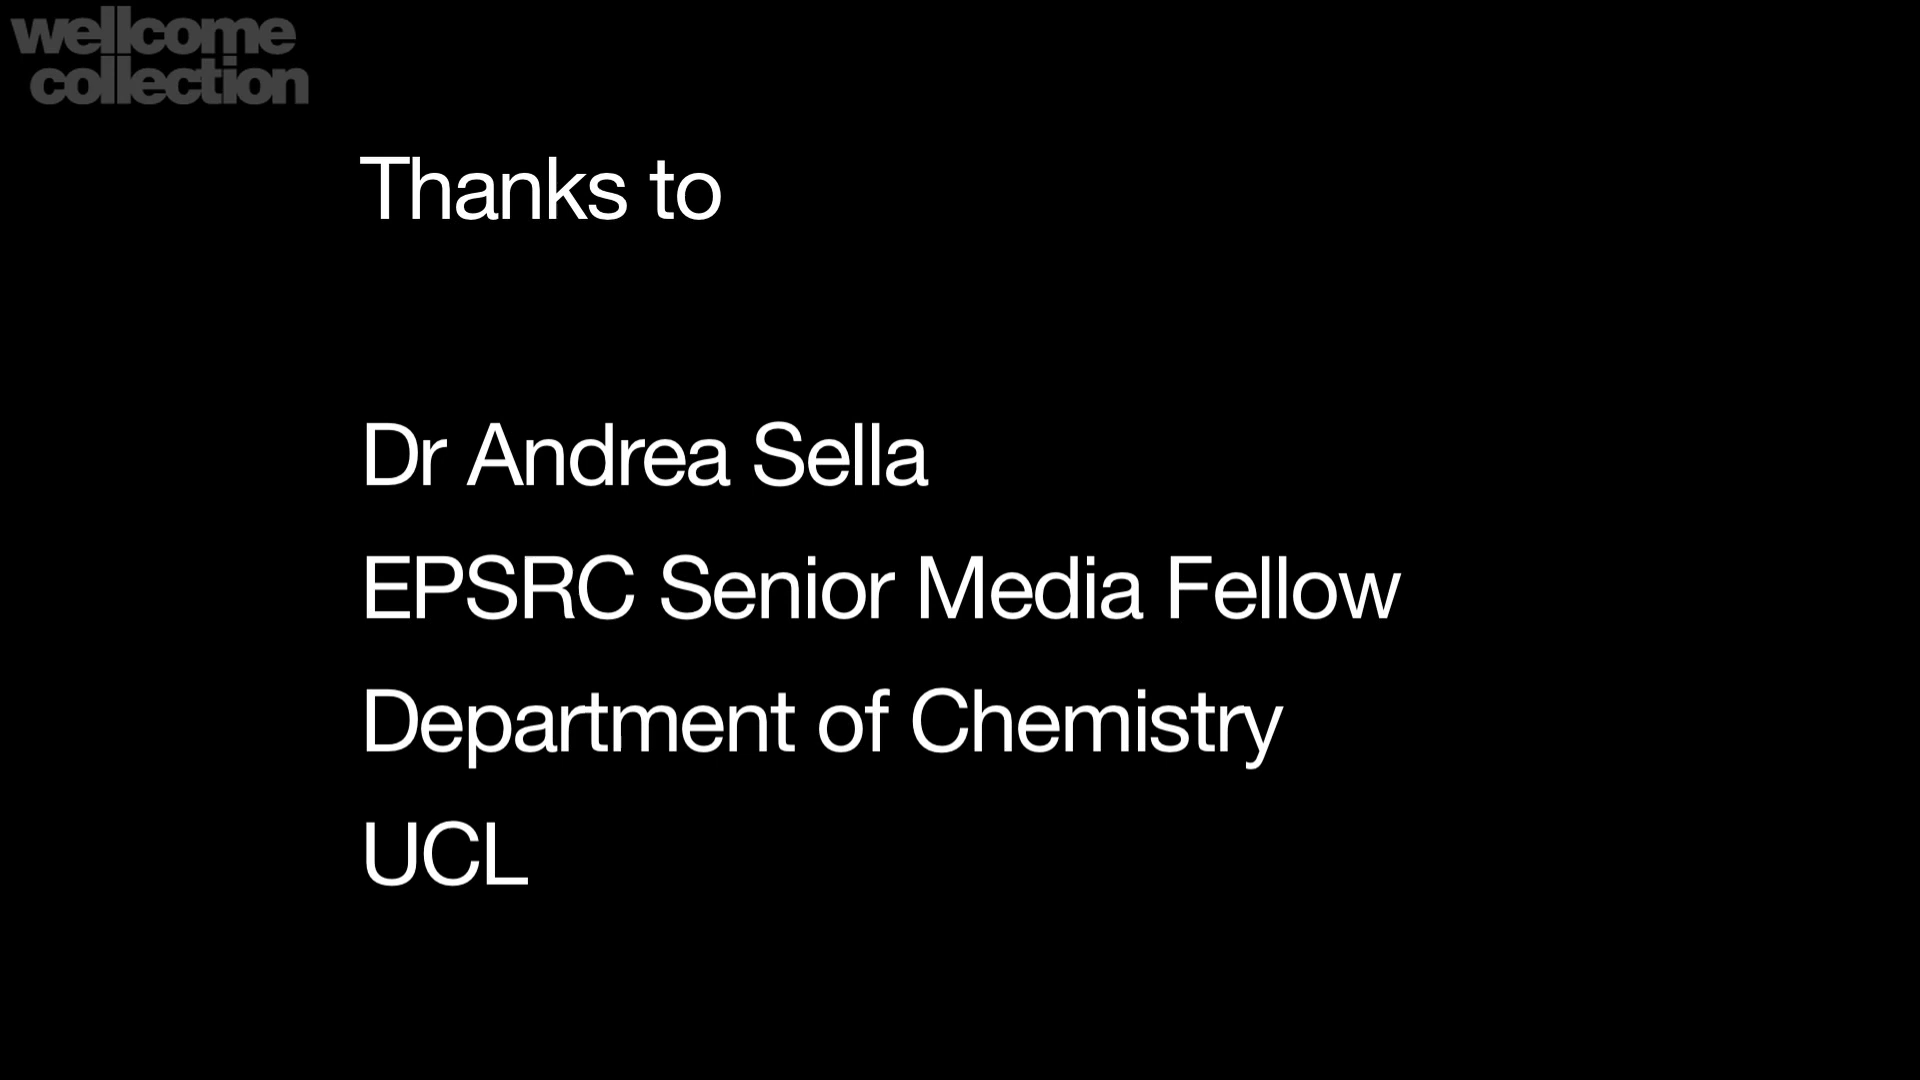 wellcome
collection
Thanks to
Dr Andrea Sella
EPSRC Senior Media Fellow
Department of Chemistry
UCL